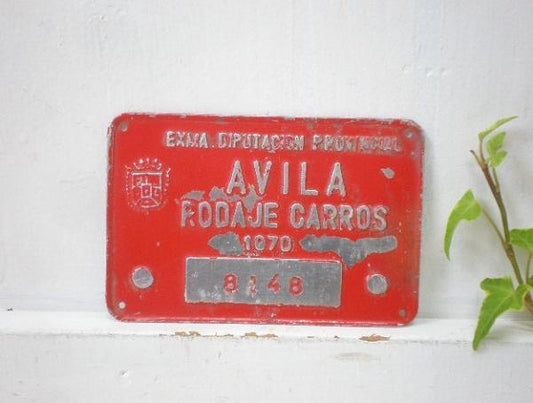 EXMA. DIPUTACION PROVINCIAL
AVILA
RODAJE CARROS
1970
8148